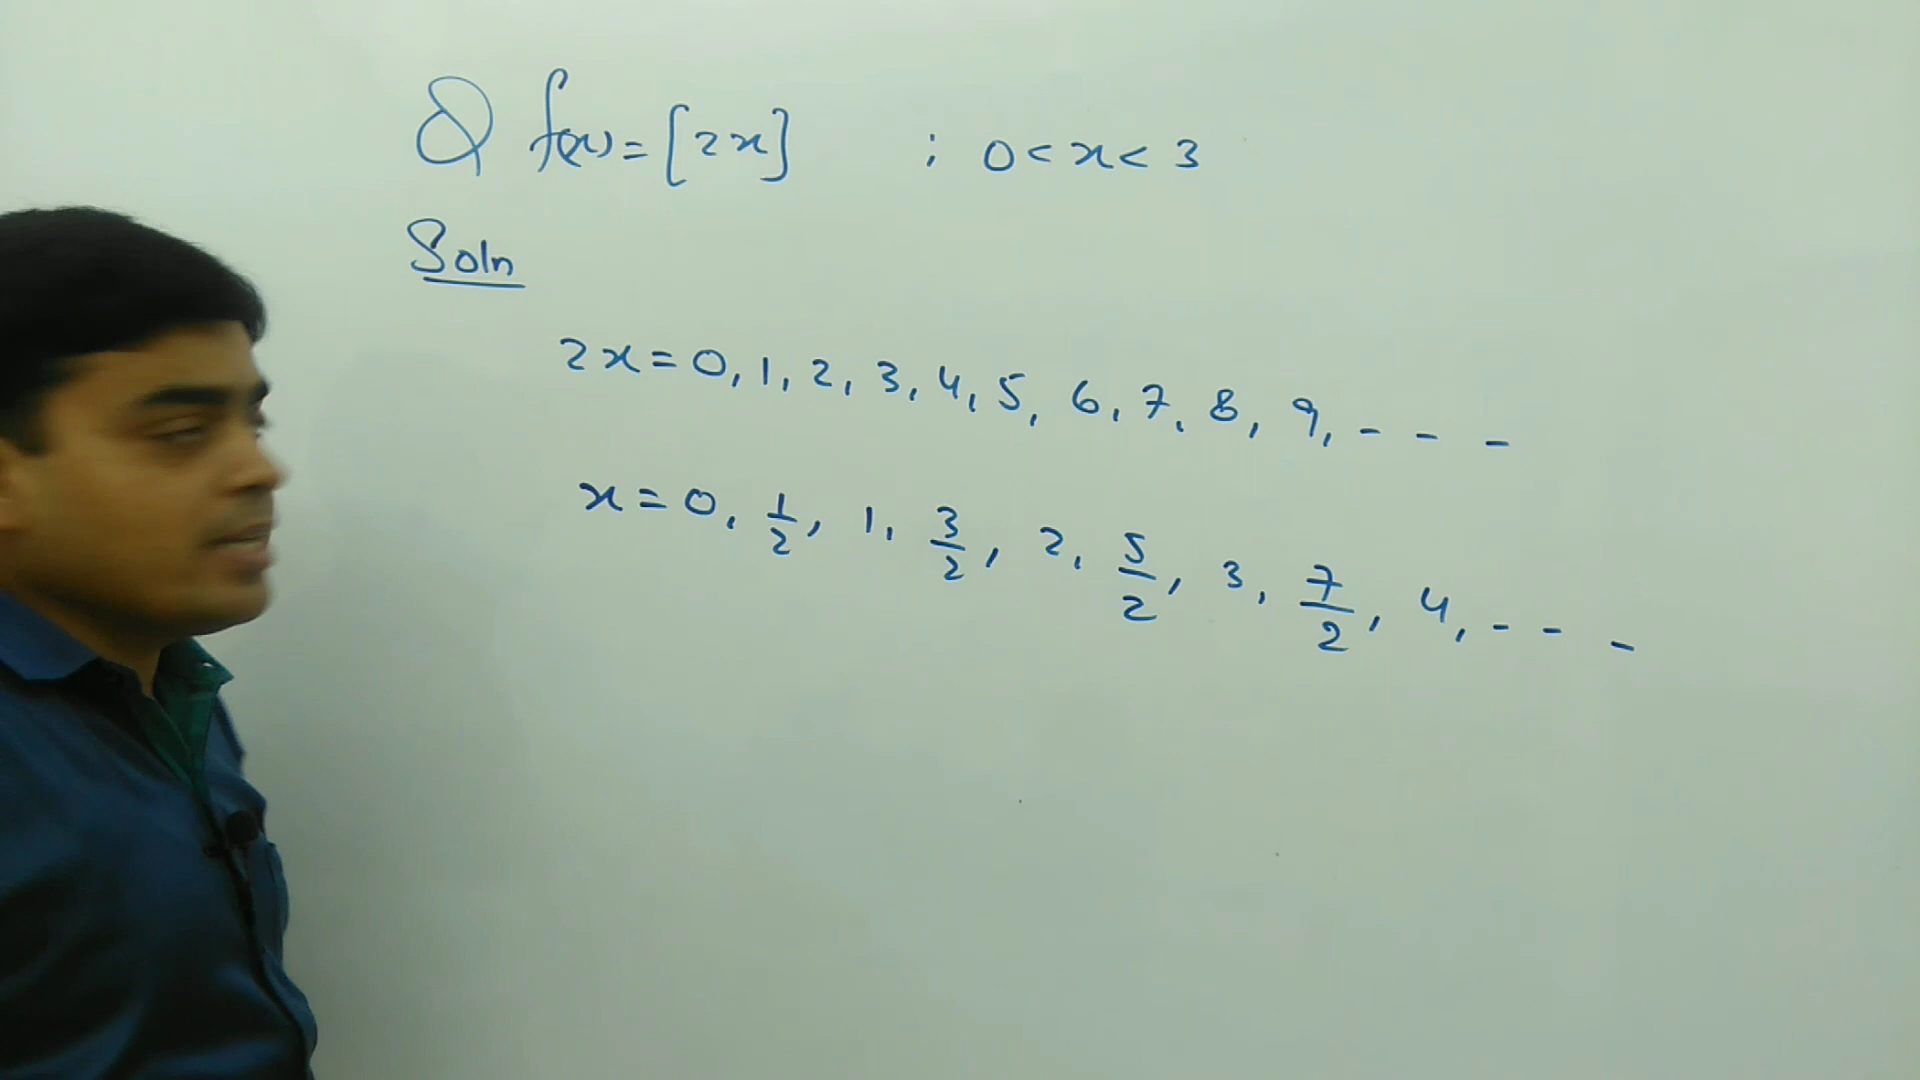 Q f(x) = [2x] ; 0 < x < 3
Soln
2x = 0, 1, 2, 3, 4, 5, 6, 7, 8, 9, - - -
x = 0, 1/2, 1, 3/2, 2, 5/2, 3, 7/2, 4, - - -